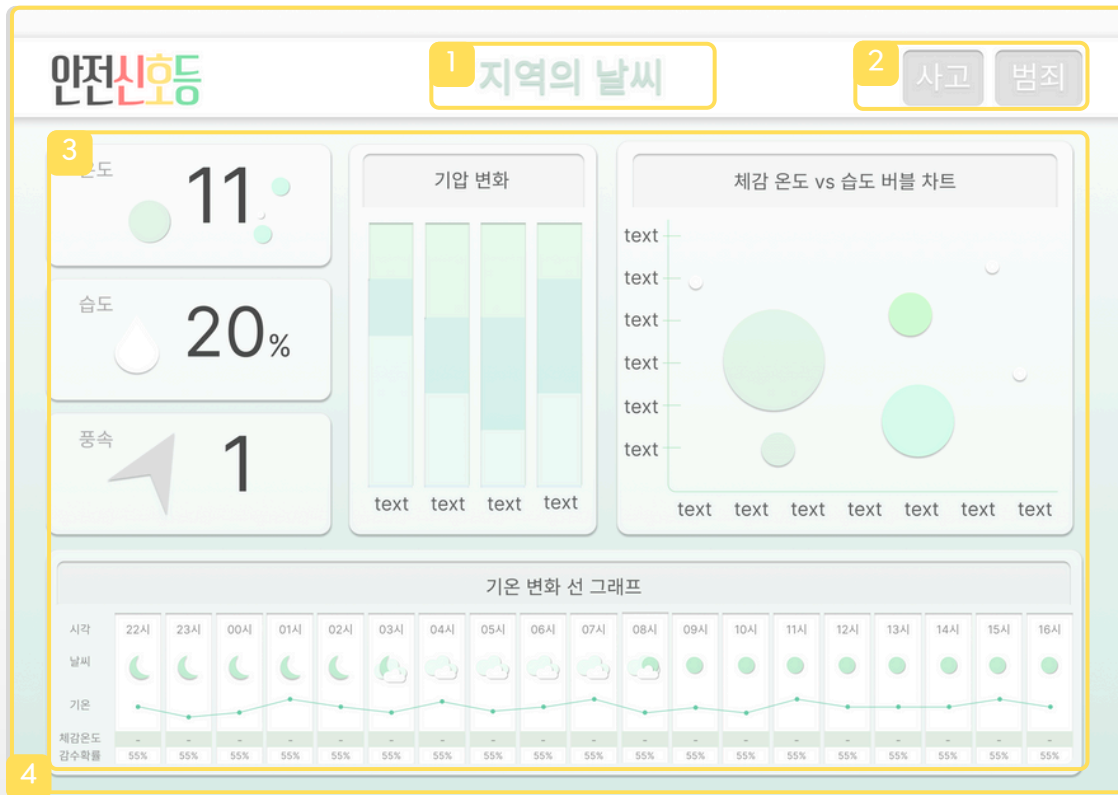 안전신호등
1
지역의 날씨
2
사고
범죄
3
온도
11
습도
20%
풍속
1
기압 변화
text text text text
체감 온도 vs 습도 버블 차트
text
text
text
text
text
text
text text text text text text text
기온 변화 선 그래프
시각 22시 23시 00시 01시 02시 03시 04시 05시 06시 07시 08시 09시 10시 11시 12시 13시 14시 15시 16시
날씨
기온
체감온도 - - - - - - - - - - - - - - - - - - -
감수확률 55% 55% 55% 55% 55% 55% 55% 55% 55% 55% 55% 55% 55% 55% 55% 55% 55% 55% 55%
4